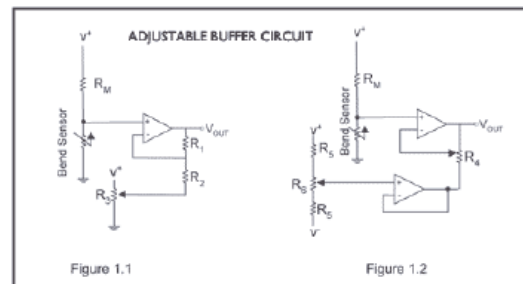 ADJUSTABLE BUFFER CIRCUIT
V+
RM
Bend Sensor
+
-
VOUT
R1
R2
V+
R3
Figure 1.1
V+
RM
Bend Sensor
+
-
VOUT
R4
V+
R5
R6
R5
V-
+
-
Figure 1.2